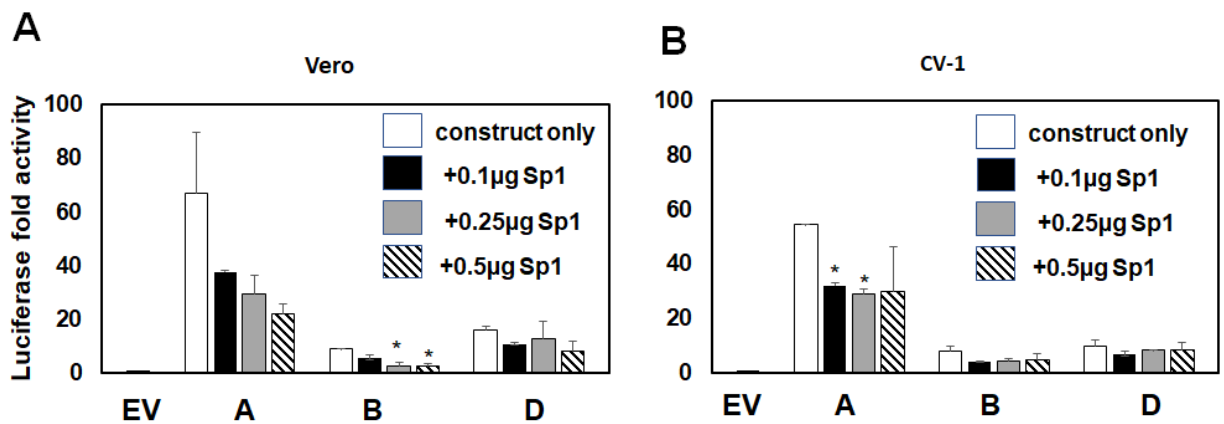 A
Vero
Luciferase fold activity
100
80
60
40
20
0
construct only
+0.1µg Sp1
+0.25µg Sp1
+0.5µg Sp1
* *
EV A B D
B
CV-1
100
80
60
40
20
0
construct only
+0.1µg Sp1
+0.25µg Sp1
+0.5µg Sp1
* *
EV A B D